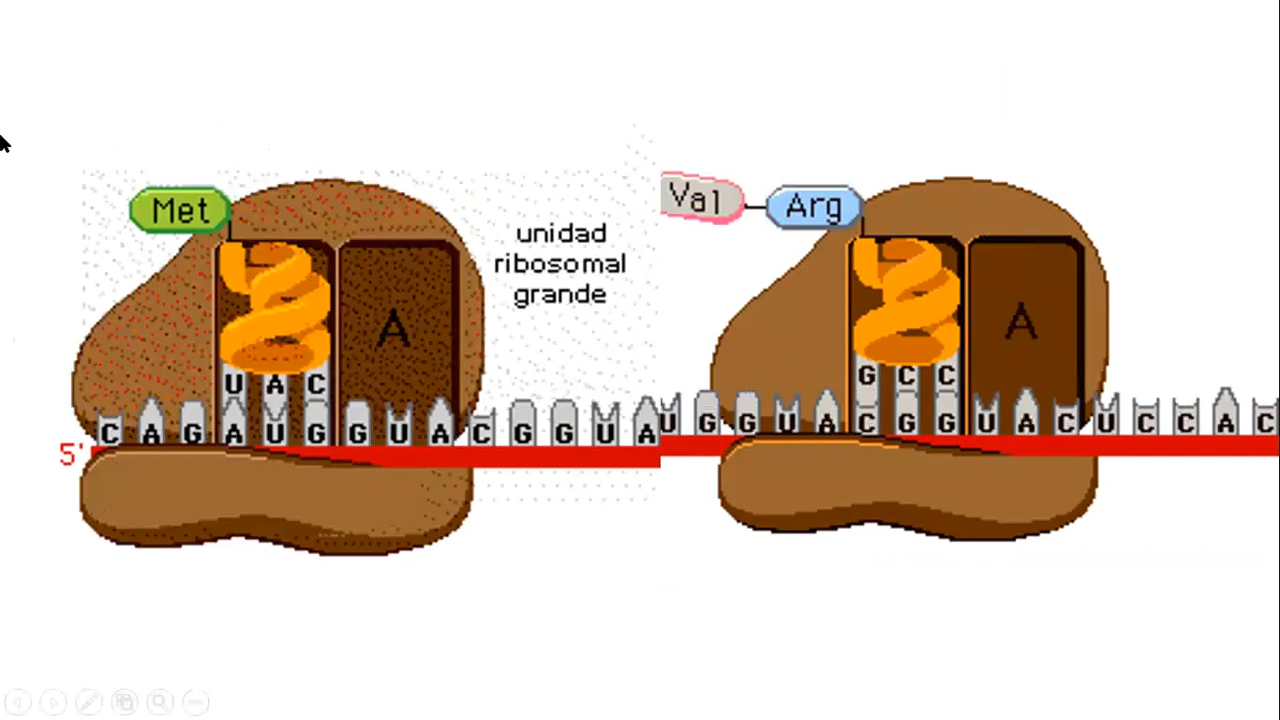 Met
unidad
ribosomal
grande
A
U A C
5' C A G A U G G U A C G G U A
Val Arg
A
G C C
U G G U A C G G U A C U C C A C